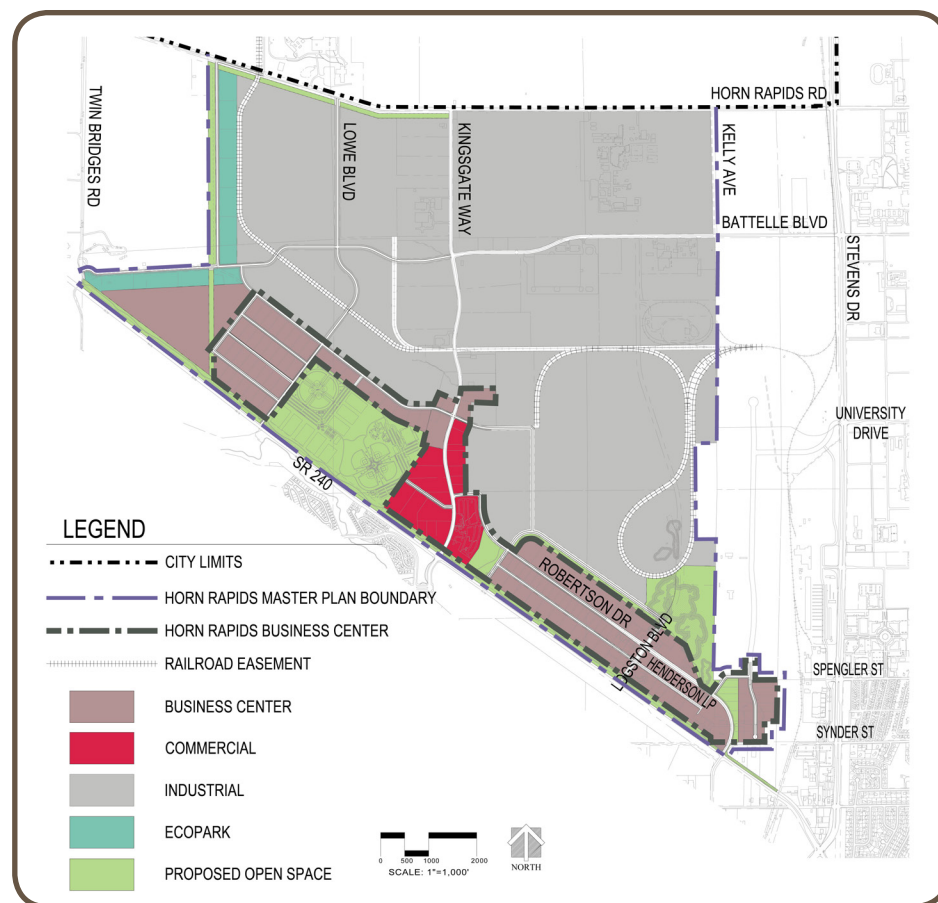 HORN RAPIDS RD
TWIN BRIDGES RD
LOWE BLVD
KINGSGATE WAY
KELLY AVE
BATTELLE BLVD
STEVENS DR
UNIVERSITY
DRIVE
SR 240
ROBERTSON DR
LOGSTON BLVD
HENDERSON LP
SPENGLER ST
SYNDER ST
LEGEND
CITY LIMITS
HORN RAPIDS MASTER PLAN BOUNDARY
HORN RAPIDS BUSINESS CENTER
RAILROAD EASEMENT
BUSINESS CENTER
COMMERCIAL
INDUSTRIAL
ECOPARK
PROPOSED OPEN SPACE
0 500 1000 2000
SCALE: 1"=1,000'
NORTH